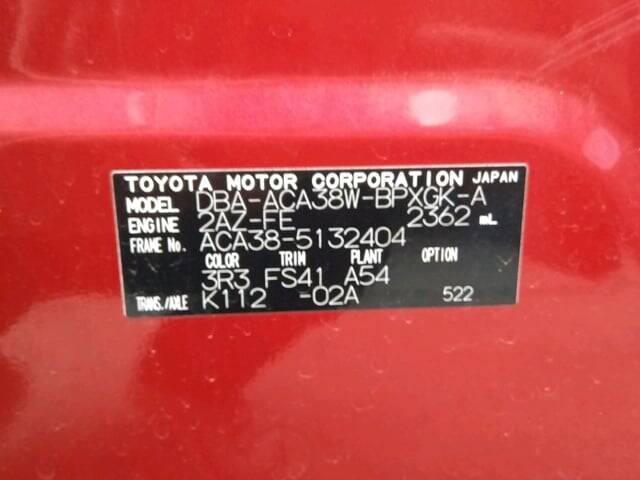 TOYOTA MOTOR CORPORATION JAPAN
MODEL DBA-ACA38W-BPXGK-A
ENGINE 2AZ-FE 2362 mL
FRAME No. ACA38-5132404
COLOR TRIM PLANT OPTION
3R3 FS41 A54
TRANS./AXLE K112 -02A 522